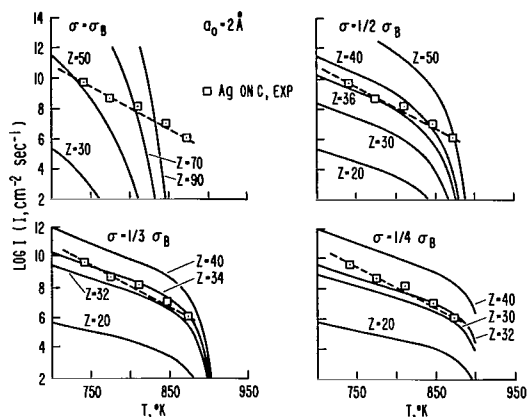 σ=σB
a₀=2Å
Z=50
Z=30
□ Ag ON C, EXP
Z=70
Z=90
14
12
10
8
6
4
2
σ=1/2 σB
Z=40
Z=50
Z=36
Z=30
Z=20
LOG I (I, cm⁻² sec⁻¹)
12
10
8
6
4
2
0
σ=1/3 σB
Z=40
Z=34
Z=32
Z=20
750
850
950
T, °K
σ=1/4 σB
Z=40
Z=30
Z=32
Z=20
750
850
950
T, °K